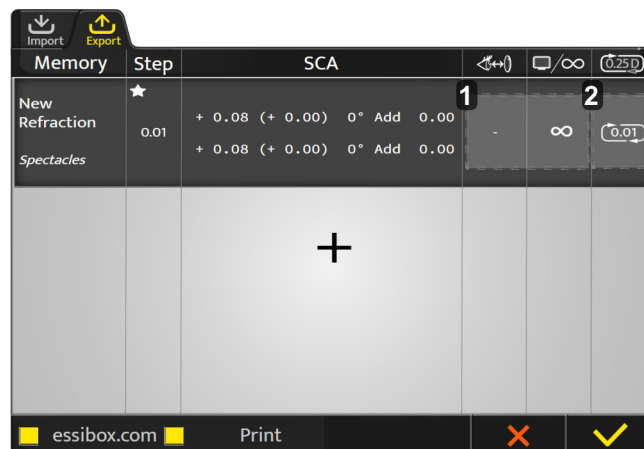 Import Export
Memory Step SCA /∞ 0.25 D
1 2
New
Refraction
Spectacles
0.01
+ 0.08 (+ 0.00) 0° Add 0.00
+ 0.08 (+ 0.00) 0° Add 0.00
- ∞ 0.01
+
essibox.com Print